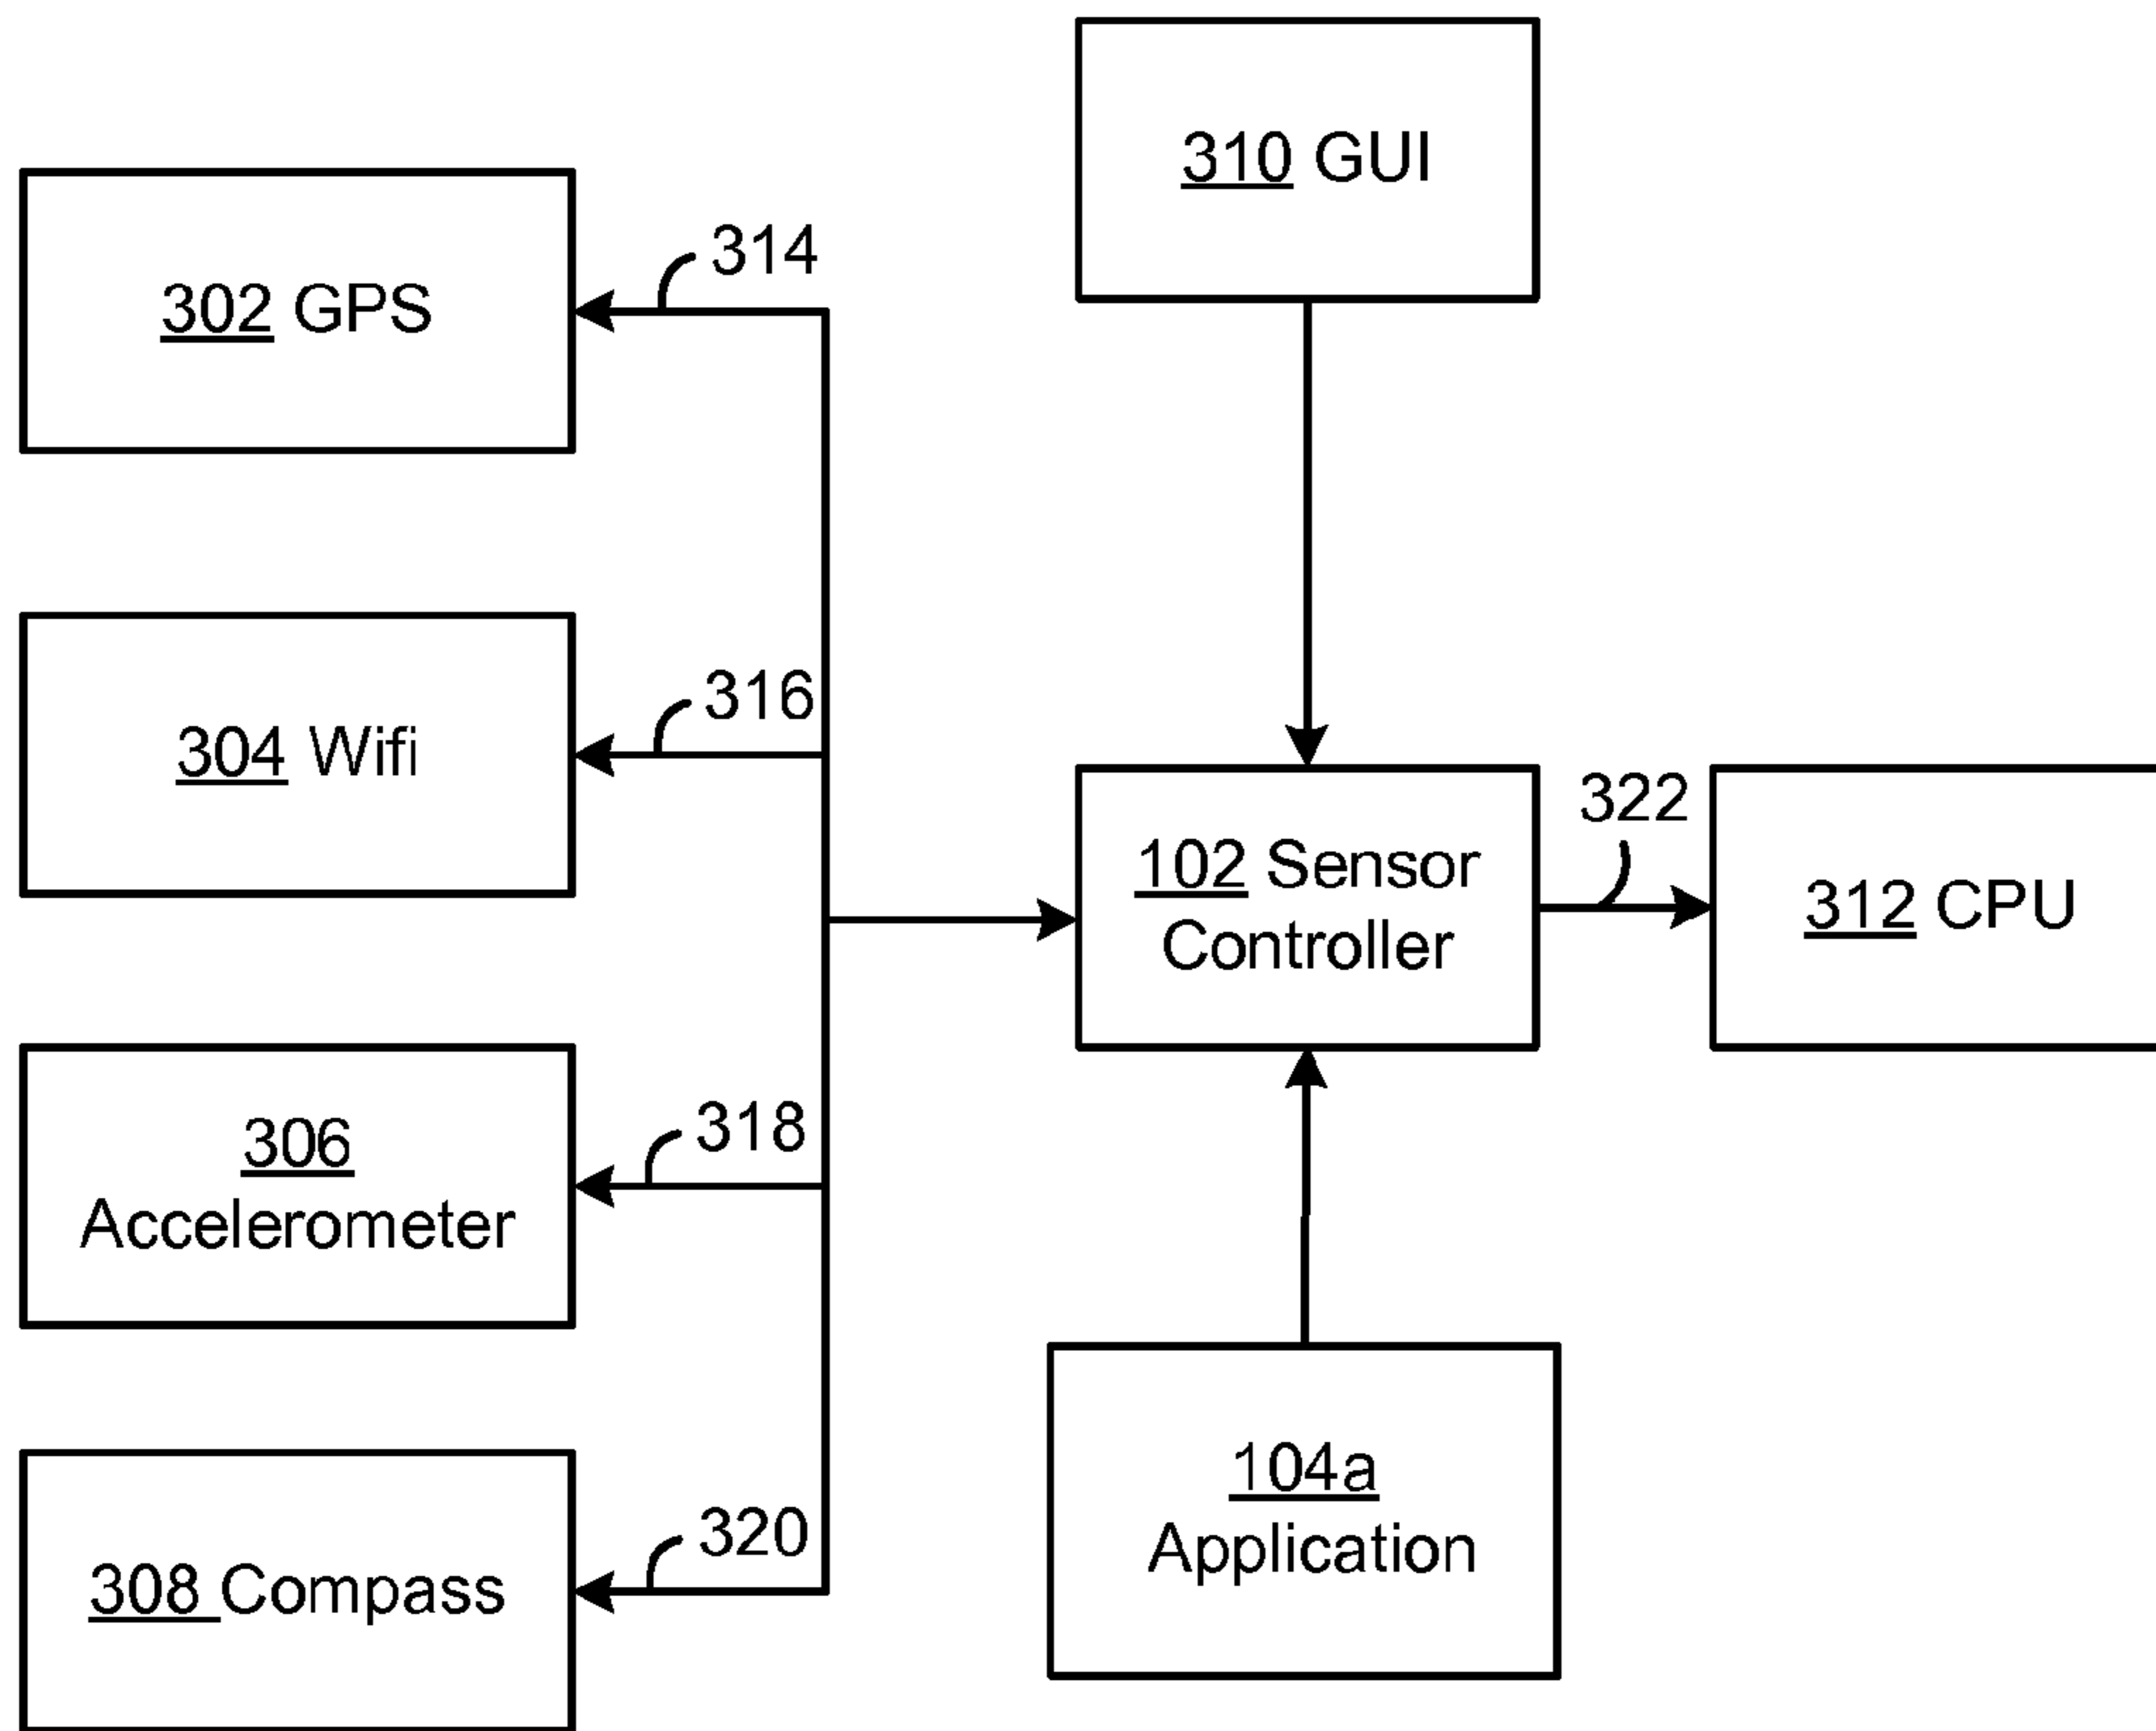 310 GUI
314
302 GPS
316
304 Wifi
322
102 Sensor
Controller
312 CPU
318
306
Accelerometer
104a
Application
320
308 Compass